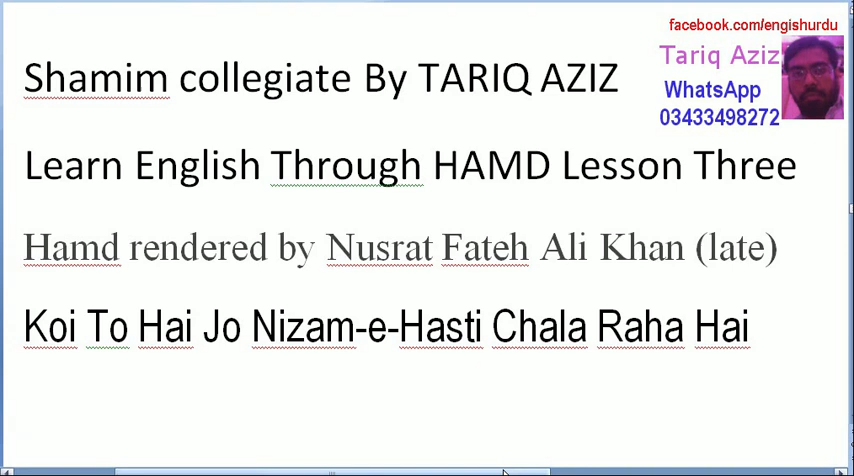 facebook.com/engishurdu
Tariq Aziz
WhatsApp
03433498272
Shamim collegiate By TARIQ AZIZ
Learn English Through HAMD Lesson Three
Hamd rendered by Nusrat Fateh Ali Khan (late)
Koi To Hai Jo Nizam-e-Hasti Chala Raha Hai